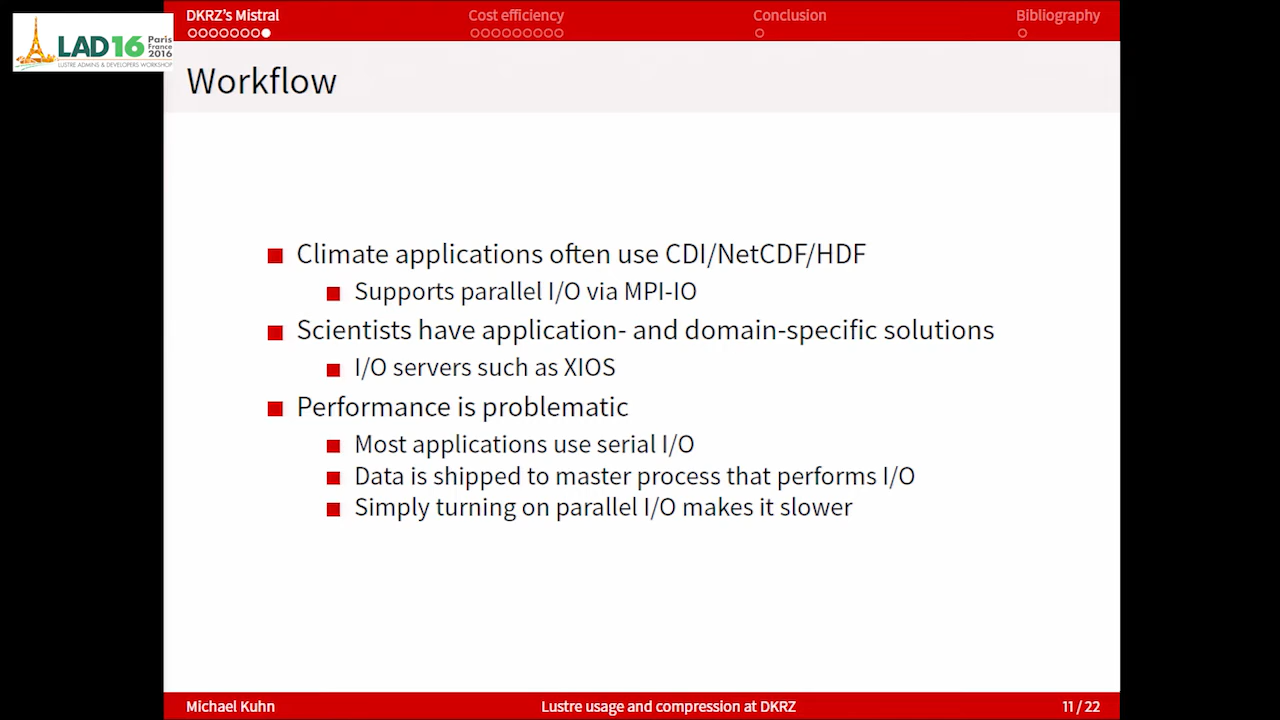 DKRZ's Mistral
Cost efficiency
Conclusion
Bibliography
LAD16 Paris France 2016
LUSTRE ADMINS & DEVELOPERS WORKSHOP
Workflow
Climate applications often use CDI/NetCDF/HDF
Supports parallel I/O via MPI-IO
Scientists have application- and domain-specific solutions
I/O servers such as XIOS
Performance is problematic
Most applications use serial I/O
Data is shipped to master process that performs I/O
Simply turning on parallel I/O makes it slower
Michael Kuhn
Lustre usage and compression at DKRZ
11 / 22